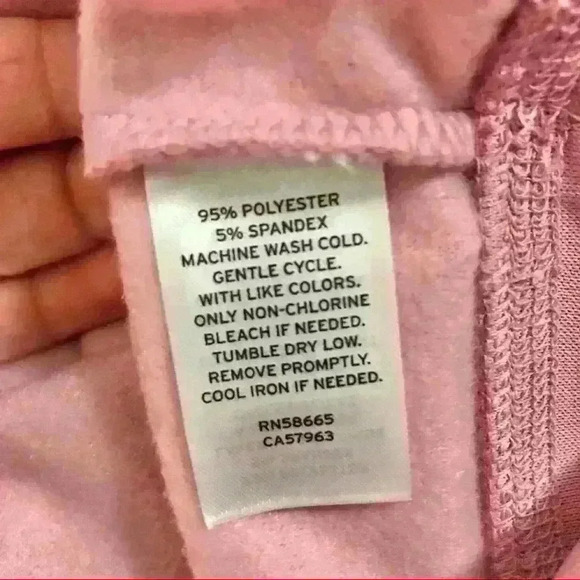 95% POLYESTER
5% SPANDEX
MACHINE WASH COLD.
GENTLE CYCLE.
WITH LIKE COLORS.
ONLY NON-CHLORINE
BLEACH IF NEEDED.
TUMBLE DRY LOW.
REMOVE PROMPTLY.
COOL IRON IF NEEDED.
RN58665
CA57963